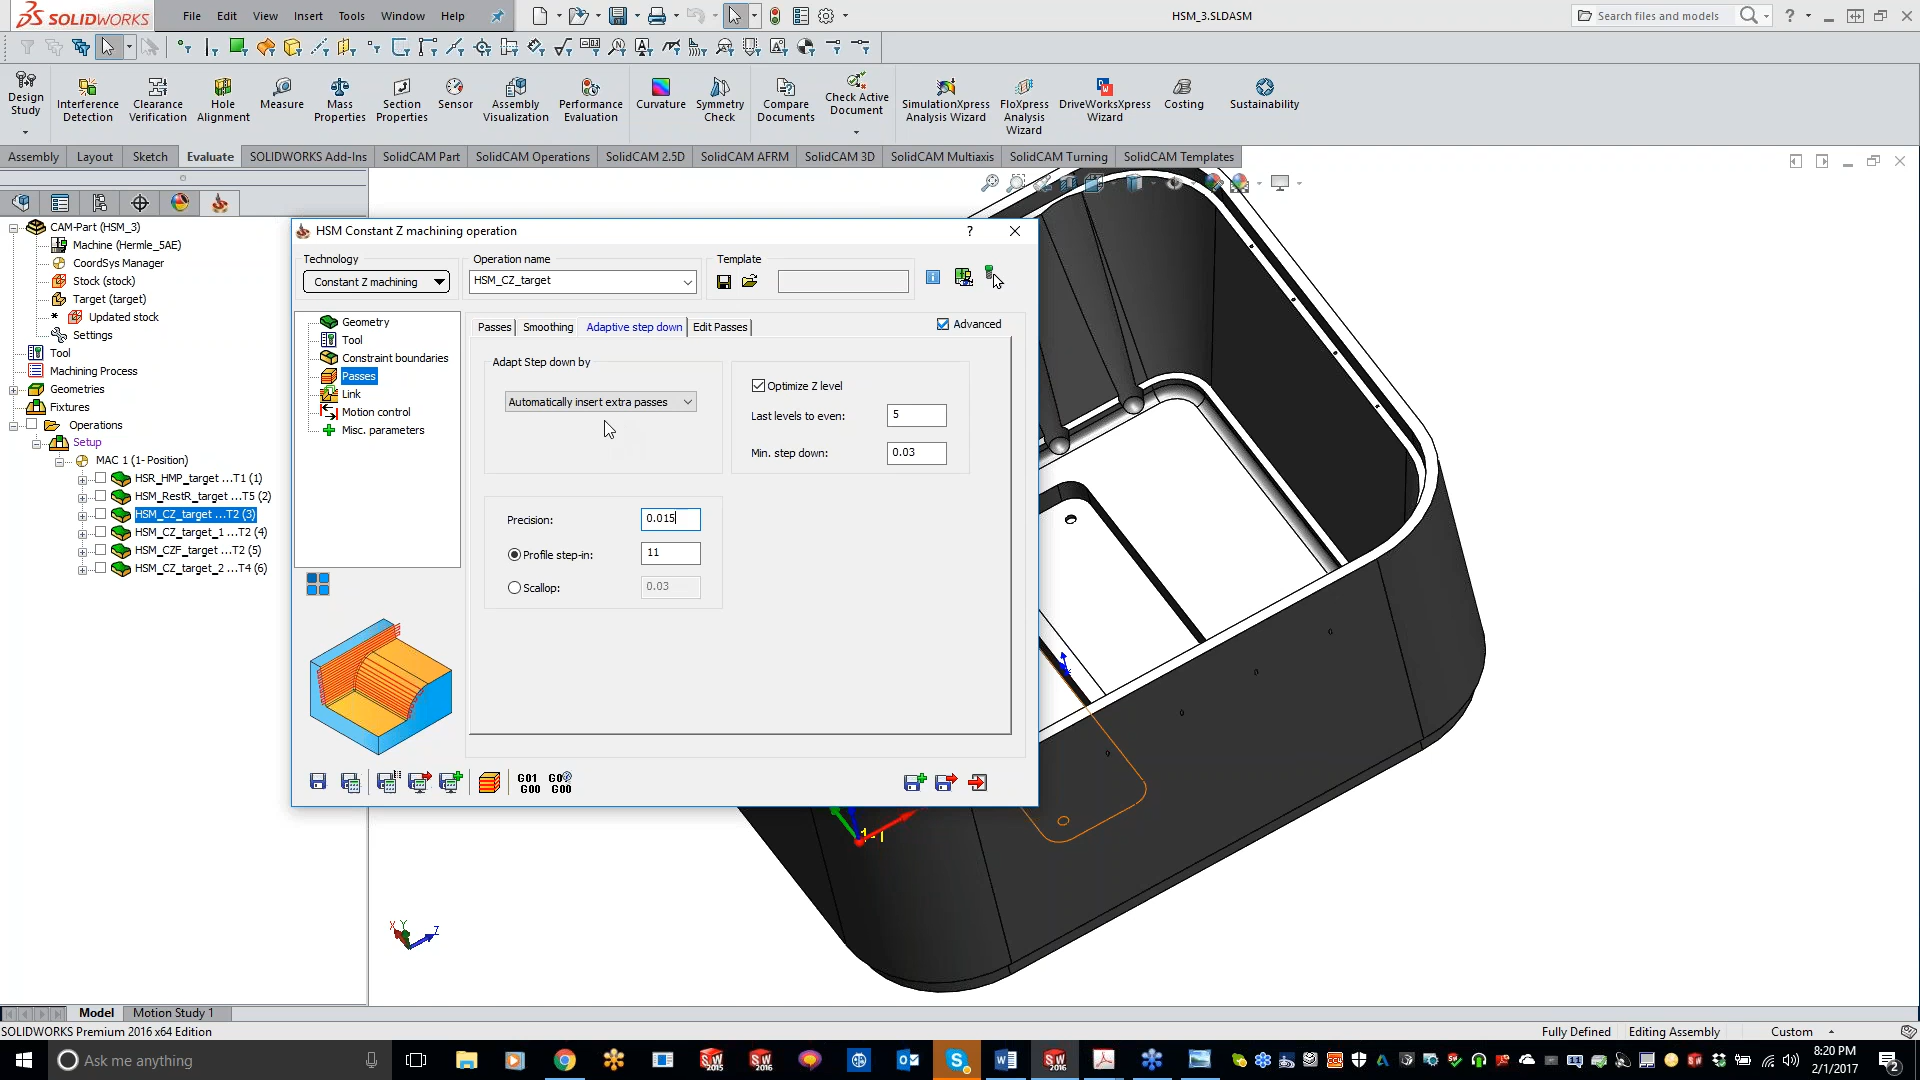 SOLIDWORKS
File Edit View Insert Tools Window Help
HSM_3.SLDASM
Search files and models
Design Study
Interference Detection
Clearance Verification
Hole Alignment
Measure
Mass Properties
Section Properties
Sensor
Assembly Visualization
Performance Evaluation
Curvature
Symmetry Check
Compare Documents
Check Active Document
SimulationXpress Analysis Wizard
FloXpress Analysis Wizard
DriveWorksXpress Wizard
Costing
Sustainability
Assembly Layout Sketch Evaluate SOLIDWORKS Add-Ins SolidCAM Part SolidCAM Operations SolidCAM 2.5D SolidCAM AFRM SolidCAM 3D SolidCAM Multiaxis SolidCAM Turning SolidCAM Templates
CAM-Part (HSM_3)
Machine (Hermle_5AE)
CoordSys Manager
Stock (stock)
Target (target)
* Updated stock
Settings
Tool
Machining Process
Geometries
Fixtures
Operations
Setup
MAC 1 (1- Position)
HSR_HMP_target ...T1 (1)
HSM_RestR_target ...T5 (2)
HSM_CZ_target ...T2 (3)
HSM_CZ_target_1 ...T2 (4)
HSM_CZF_target ...T2 (5)
HSM_CZ_target_2 ...T4 (6)
HSM Constant Z machining operation
? 
Technology
Constant Z machining
Operation name
HSM_CZ_target
Template
Geometry
Tool
Constraint boundaries
Passes
Link
Motion control
Misc. parameters
Passes Smoothing Adaptive step down Edit Passes
Advanced
Adapt Step down by
Automatically insert extra passes
Optimize Z level
Last levels to even: 5
Min. step down: 0.03
Precision: 0.015
Profile step-in: 11
Scallop: 0.03
G01 G00
G00
X Y Z
Model Motion Study 1
SOLIDWORKS Premium 2016 x64 Edition
Fully Defined Editing Assembly Custom
Ask me anything
8:20 PM
2/1/2017